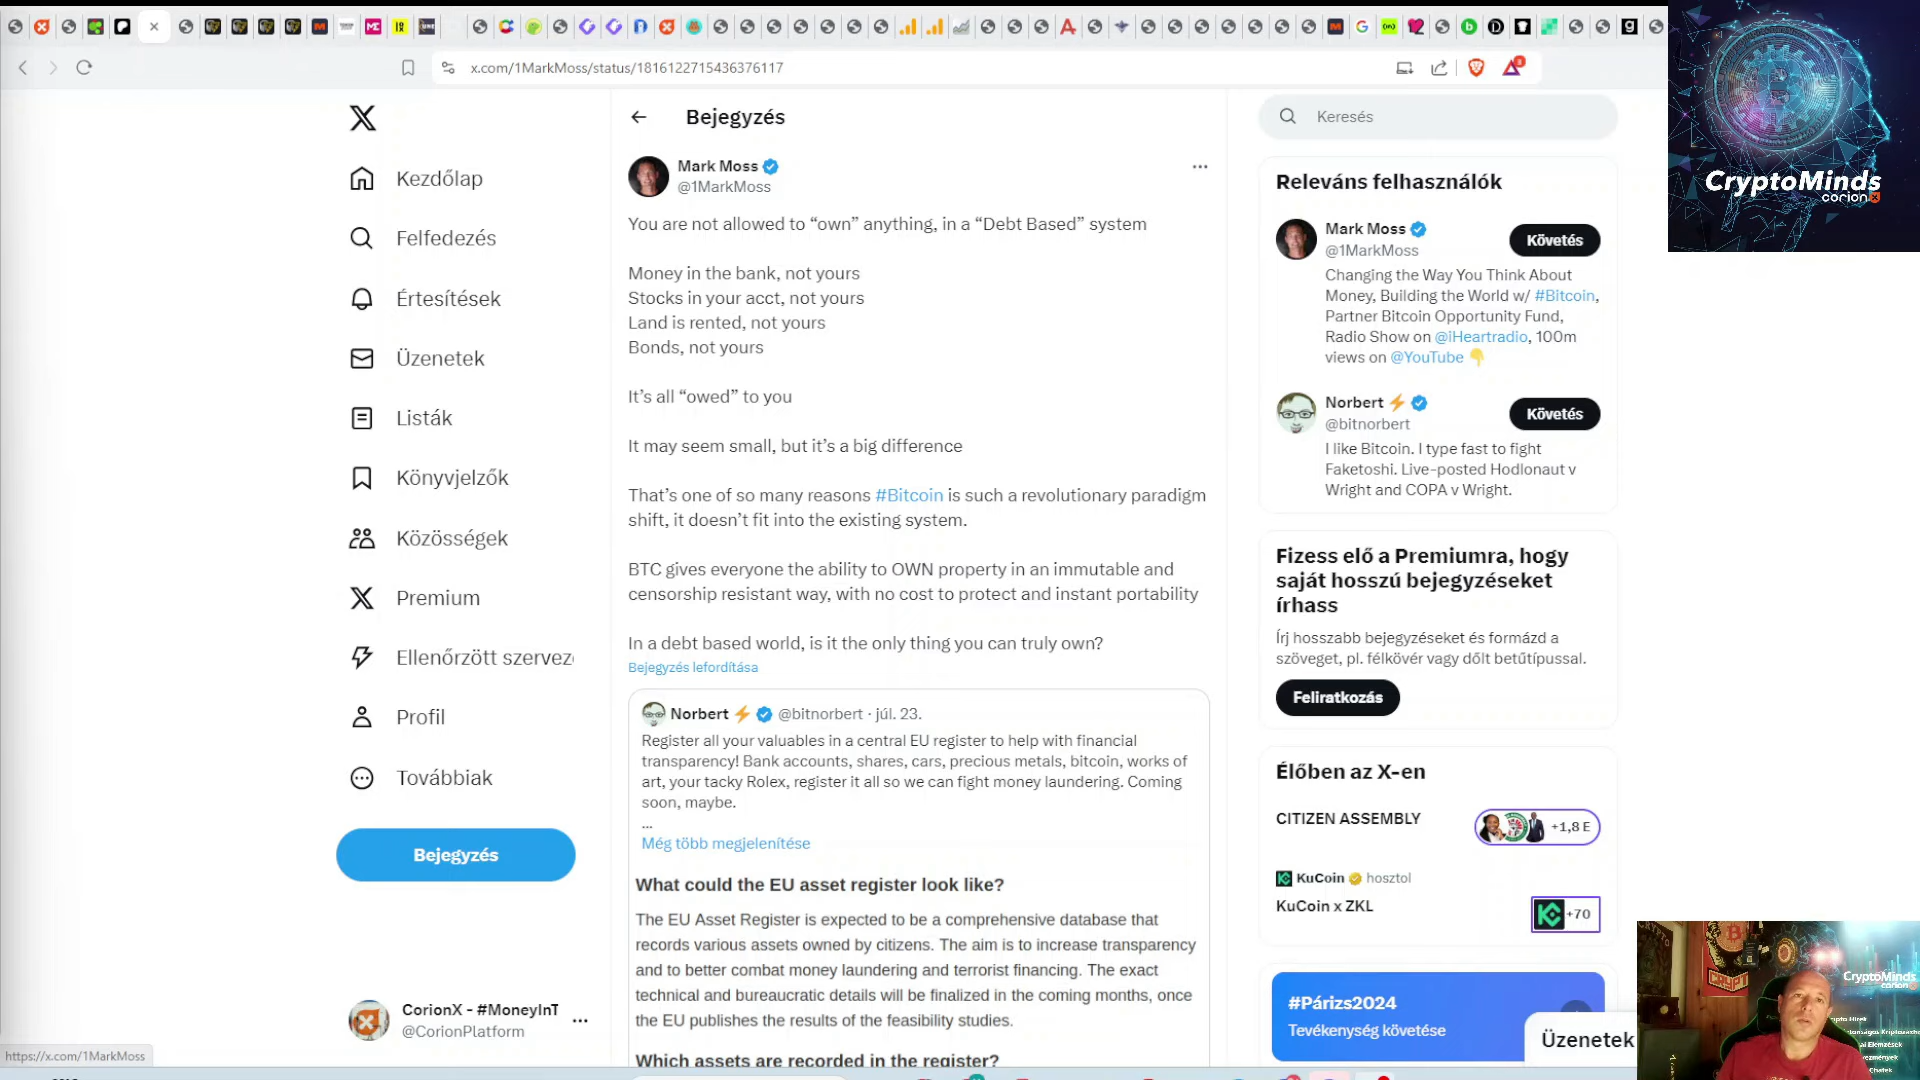 x.com/1MarkMoss/status/1816122715436376117
CryptoMinds
corion
Kezdőlap
Felfedezés
Értesítések
Üzenetek
Listák
Könyvjelzők
Közösségek
Premium
Ellenőrzött szervez
Profil
Továbbiak
Bejegyzés
CorionX - #MoneyInT
@CorionPlatform
https://x.com/1MarkMoss
Bejegyzés
Mark Moss
@1MarkMoss
You are not allowed to “own” anything, in a “Debt Based” system
Money in the bank, not yours
Stocks in your acct, not yours
Land is rented, not yours
Bonds, not yours
It’s all “owed” to you
It may seem small, but it’s a big difference
That’s one of so many reasons #Bitcoin is such a revolutionary paradigm
shift, it doesn’t fit into the existing system.
BTC gives everyone the ability to OWN property in an immutable and
censorship resistant way, with no cost to protect and instant portability
In a debt based world, is it the only thing you can truly own?
Bejegyzés lefordítása
Norbert @bitnorbert · júl. 23.
Register all your valuables in a central EU register to help with financial
transparency! Bank accounts, shares, cars, precious metals, bitcoin, works of
art, your tacky Rolex, register it all so we can fight money laundering. Coming
soon, maybe.
...
Még több megjelenítése
What could the EU asset register look like?
The EU Asset Register is expected to be a comprehensive database that
records various assets owned by citizens. The aim is to increase transparency
and to better combat money laundering and terrorist financing. The exact
technical and bureaucratic details will be finalized in the coming months, once
the EU publishes the results of the feasibility studies.
Which assets are recorded in the register?
Keresés
Releváns felhasználók
Mark Moss
@1MarkMoss
Követés
Changing the Way You Think About
Money, Building the World w/ #Bitcoin,
Partner Bitcoin Opportunity Fund,
Radio Show on @iHeartradio, 100m
views on @YouTube
Norbert
@bitnorbert
Követés
I like Bitcoin. I type fast to fight
Faketoshi. Live-posted Hodlonaut v
Wright and COPA v Wright.
Fizess elő a Premiumra, hogy
saját hosszú bejegyzéseket
írhass
Írj hosszabb bejegyzéseket és formázd a
szöveget, pl. félkövér vagy dőlt betűtípussal.
Feliratkozás
Élőben az X-en
CITIZEN ASSEMBLY
+1,8 E
KuCoin hosztol
KuCoin x ZKL
+70
#Párizs2024
Tevékenység követése
Üzenetek
CryptoMinds
corion